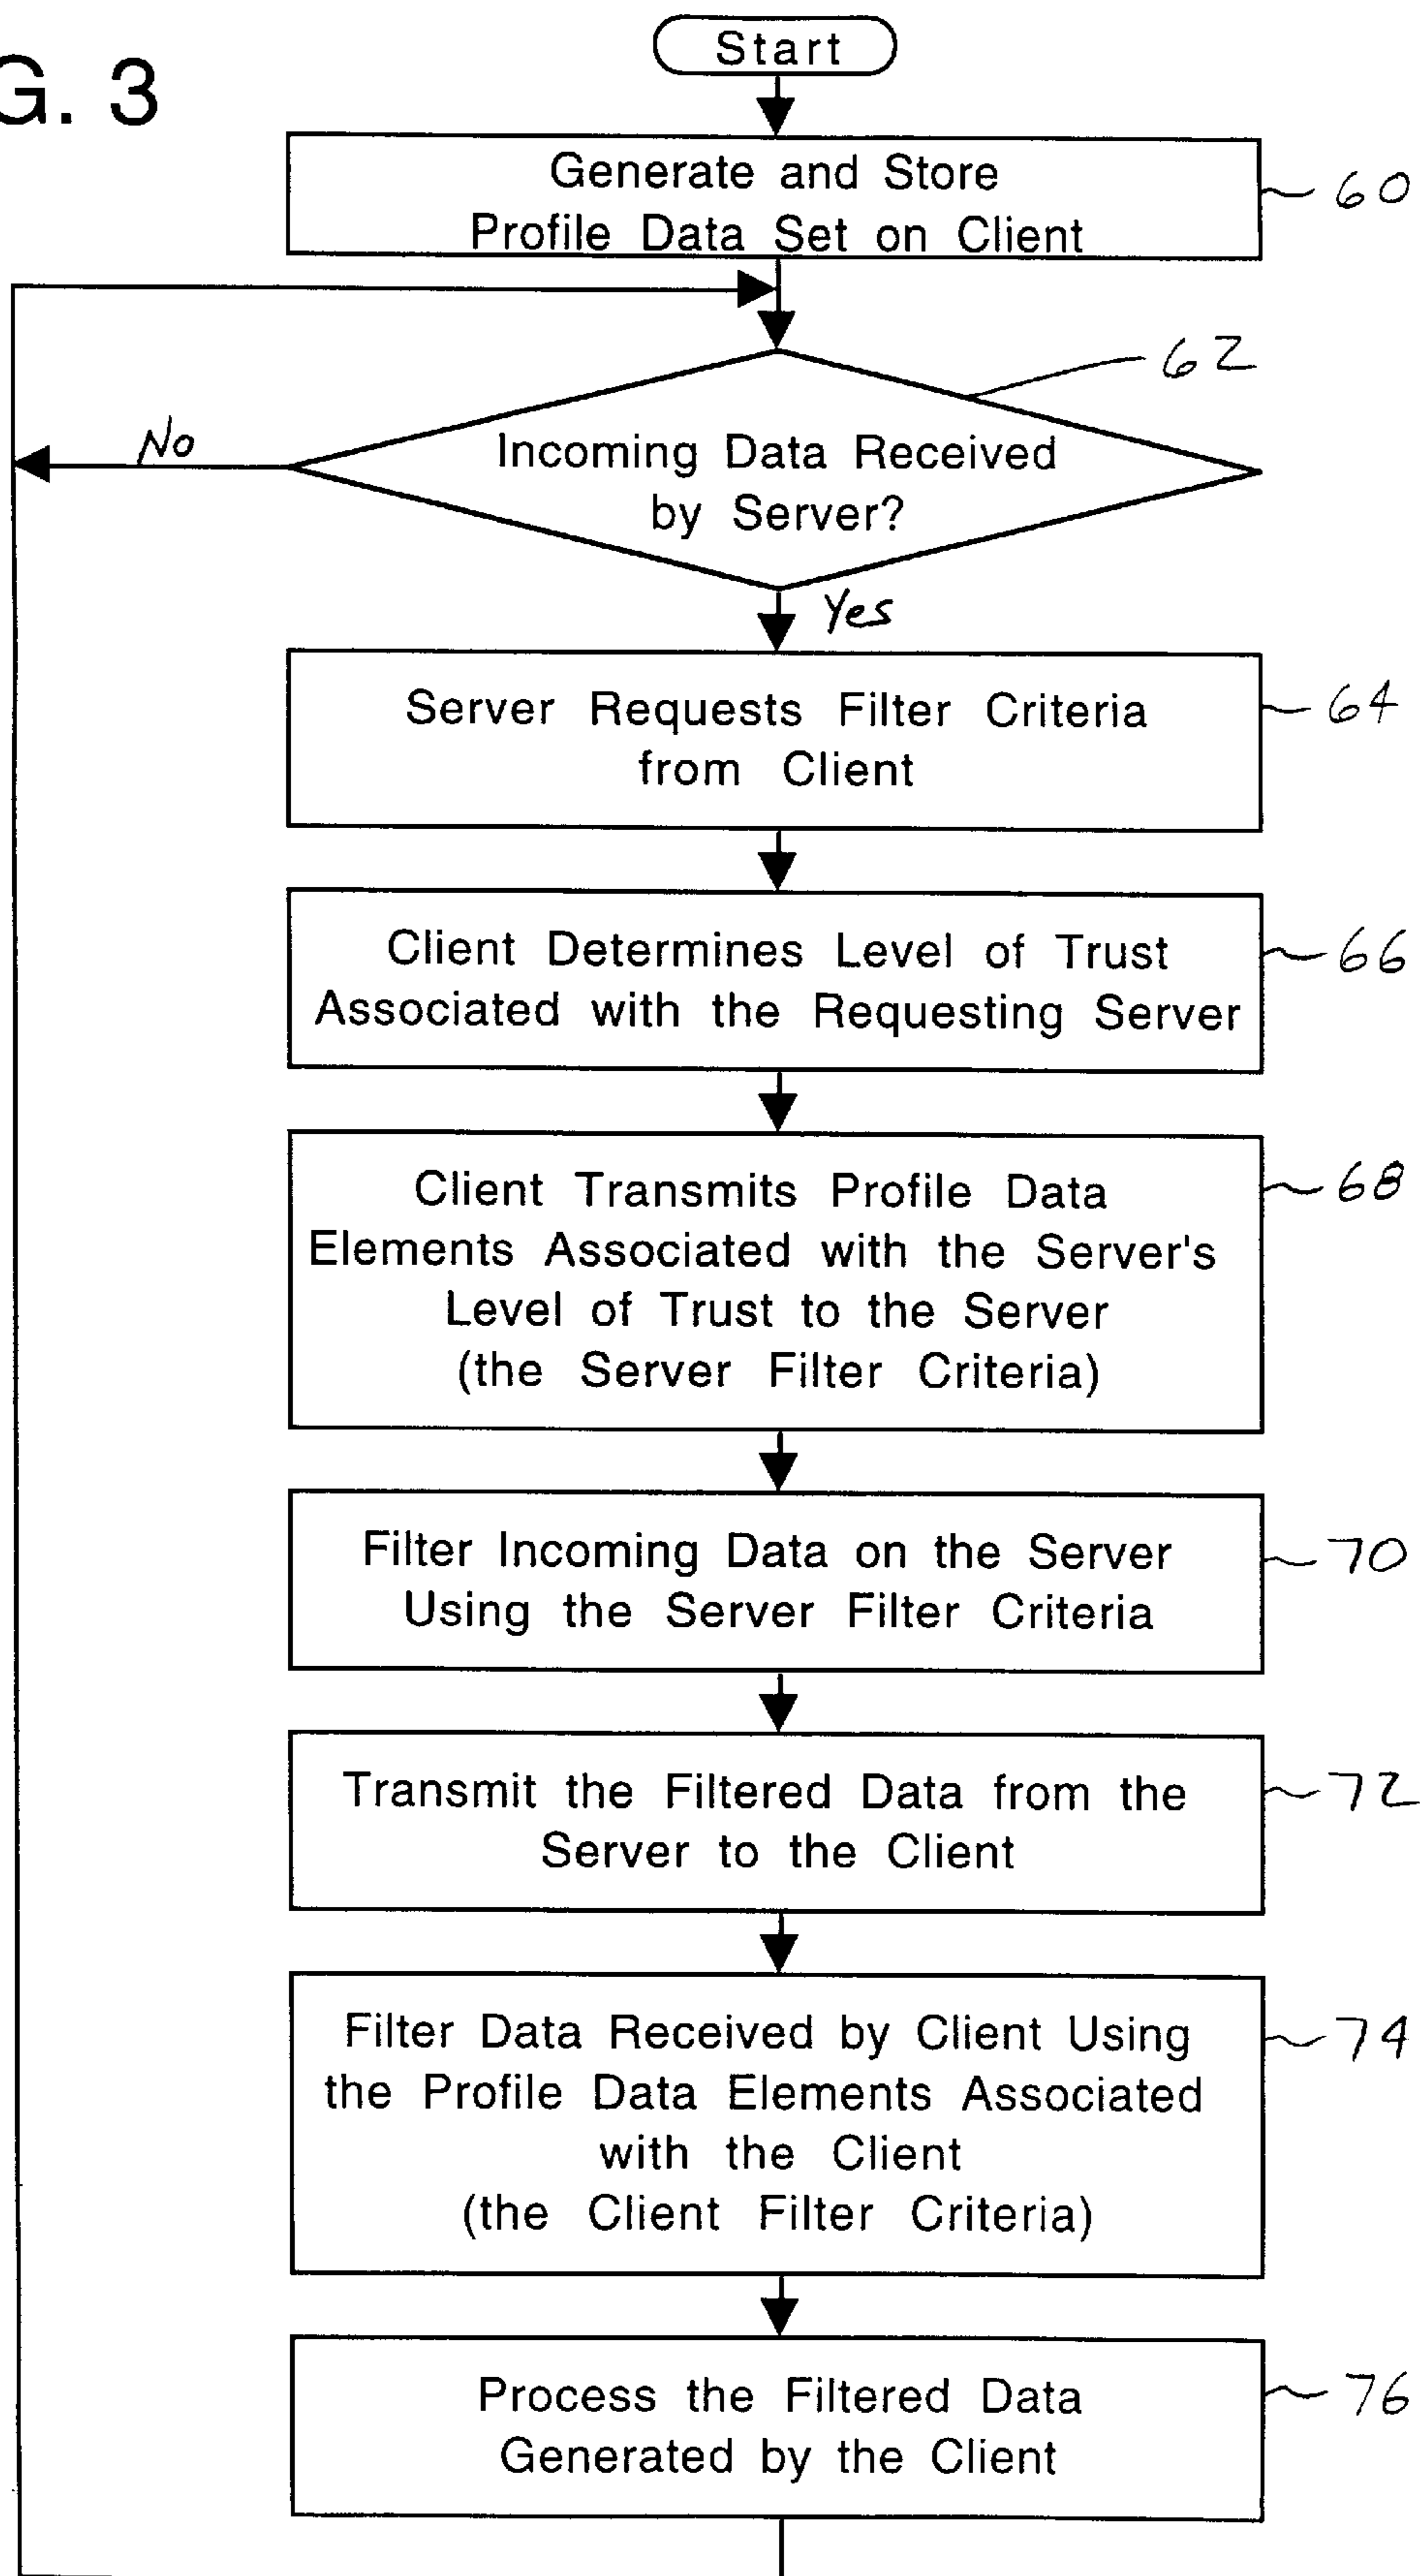 G. 3
Start
Generate and Store
Profile Data Set on Client
60
62
No
Incoming Data Received
by Server?
Yes
Server Requests Filter Criteria
from Client
64
Client Determines Level of Trust
Associated with the Requesting Server
66
Client Transmits Profile Data
Elements Associated with the Server's
Level of Trust to the Server
(the Server Filter Criteria)
68
Filter Incoming Data on the Server
Using the Server Filter Criteria
70
Transmit the Filtered Data from the
Server to the Client
72
Filter Data Received by Client Using
the Profile Data Elements Associated
with the Client
(the Client Filter Criteria)
74
Process the Filtered Data
Generated by the Client
76